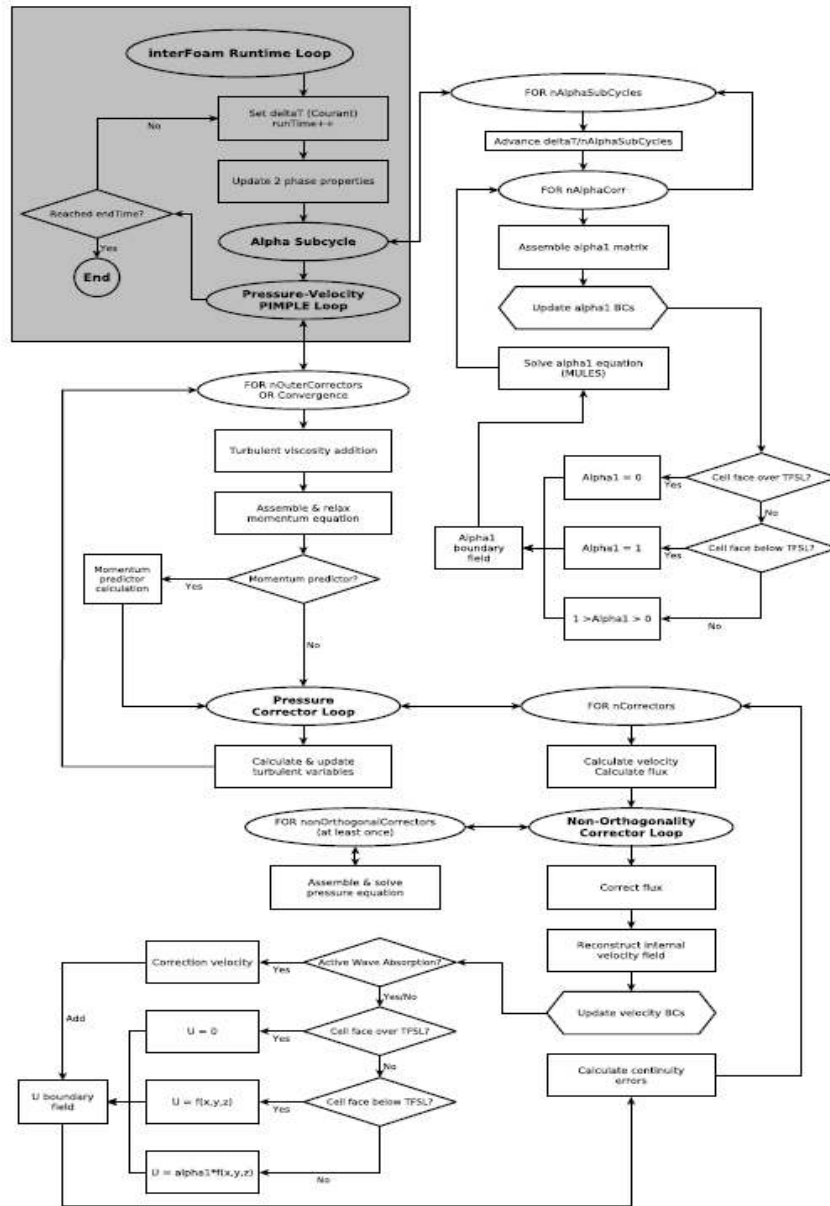 interFoam Runtime Loop
Set deltaT (Courant)
runTime++
No
Update 2 phase properties
Reached endTime?
Yes
End
Alpha Subcycle
Pressure-Velocity
PIMPLE Loop
FOR nAlphaSubCycles
Advance deltaT/nAlphaSubCycles
FOR nAlphaCorr
Assemble alpha1 matrix
Update alpha1 BCs
Solve alpha1 equation
(MULES)
Cell face over TFSL?
Yes
Alpha1 = 0
No
Cell face below TFSL?
Yes
Alpha1 = 1
No
1 >Alpha1 > 0
Alpha1
boundary
field
FOR nOuterCorrectors
OR Convergence
Turbulent viscosity addition
Assemble & relax
momentum equation
Momentum predictor?
Yes
Momentum
predictor
calculation
No
Pressure
Corrector Loop
Calculate & update
turbulent variables
FOR nCorrectors
Calculate velocity
Calculate flux
Non-Orthogonality
Corrector Loop
FOR nonOrthogonalCorrectors
(at least once)
Assemble & solve
pressure equation
Correct flux
Reconstruct internal
velocity field
Update velocity BCs
Active Wave Absorption?
Yes
Correction velocity
Add
Yes/No
Cell face over TFSL?
Yes
U = 0
No
Cell face below TFSL?
Yes
U = f(x,y,z)
No
U = alpha1*f(x,y,z)
U boundary
field
Calculate continuity
errors